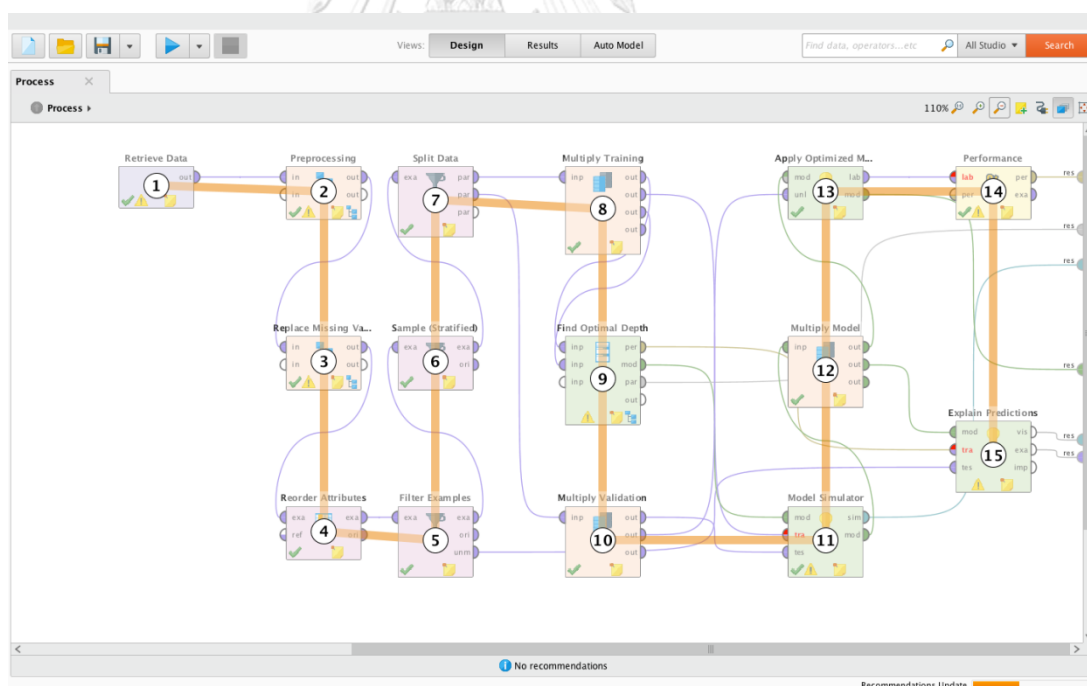 Views: Design Results Auto Model
Find data, operators...etc All Studio ▼ Search
Process
Process
110%
Retrieve Data
out
1
Preprocessing
in out
in out
2
Split Data
exa par
par
par
7
Multiply Training
inp out
out
out
out
8
Apply Optimized M...
mod lab
unl mod
13
Performance
lab per
per exa
14
res
res
res
Replace Missing Va...
in out
in out
3
Sample (Stratified)
exa exa
ori
6
Find Optimal Depth
inp per
inp mod
inp par
out
9
Multiply Model
inp out
out
out
12
res
Explain Predictions
mod vis
tra exa
tes imp
15
res
res
Reorder Attributes
exa exa
ref ori
4
Filter Examples
exa exa
ori
unm
5
Multiply Validation
inp out
out
out
10
Model Simulator
mod sim
tra mod
tes
11
No recommendations
Recommendations Update